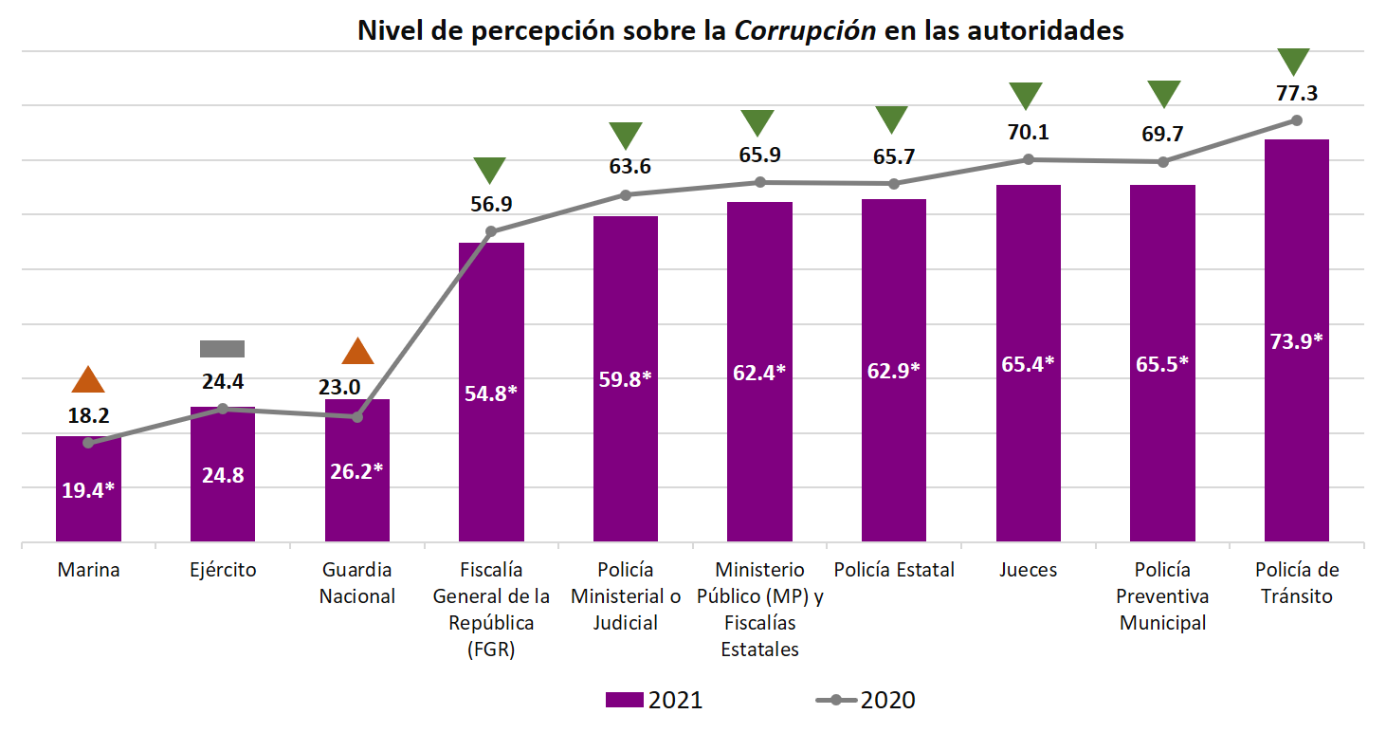 Nivel de percepción sobre la Corrupción en las autoridades
18.2
24.4
23.0
56.9
63.6
65.9
65.7
70.1
69.7
77.3
19.4*
24.8
26.2*
54.8*
59.8*
62.4*
62.9*
65.4*
65.5*
73.9*
Marina
Ejército
Guardia
Nacional
Fiscalía
General de la
República
(FGR)
Policía
Ministerial o
Judicial
Ministerio
Público (MP) y
Fiscalías
Estatales
Policía Estatal
Jueces
Policía
Preventiva
Municipal
Policía de
Tránsito
2021
2020